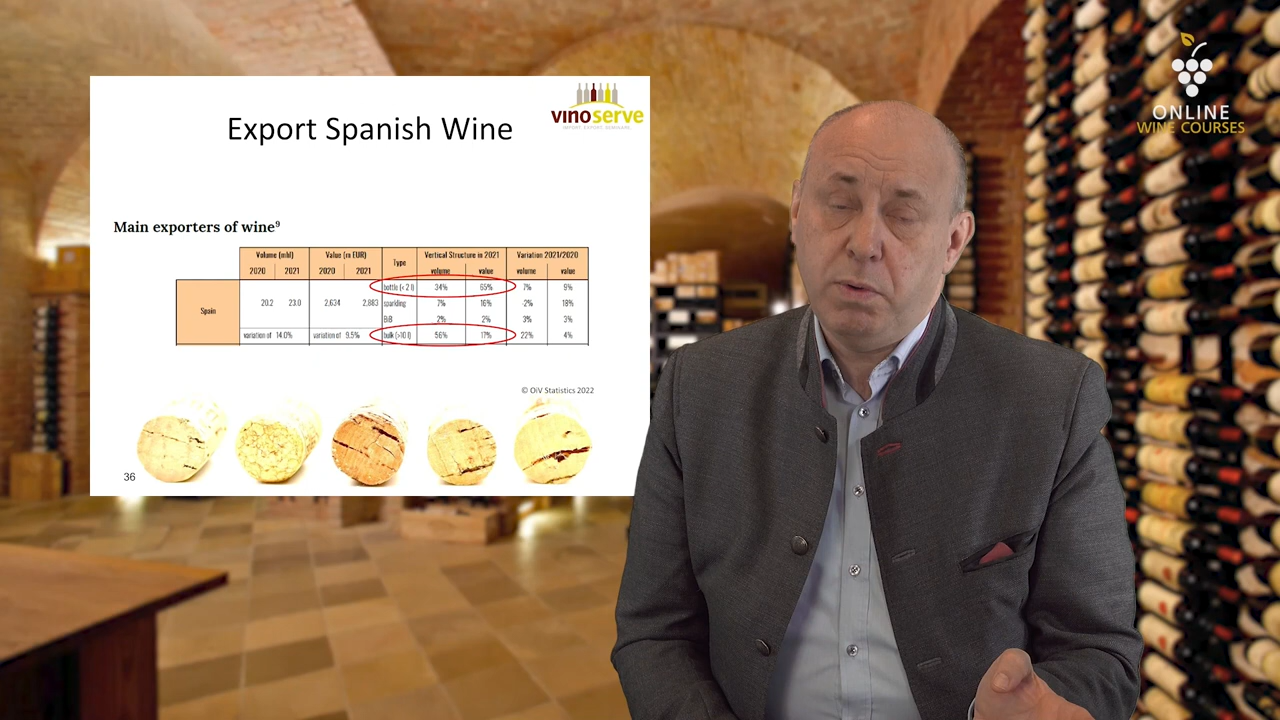 vinoserve
IMPORT EXPORT SEMINARE
Export Spanish Wine
ONLINE
WINE COURSES
Main exporters of wine⁹
Volume (mhl) Value (m EUR) Type Vertical Structure in 2021 Variation 2021/2020
2020 2021 2020 2021 volume value volume value
bottle (< 2 l) 34% 65% 7% 9%
Spain 20.2 23.0 2,634 2,883 sparkling 7% 16% -2% 18%
BiB 2% 2% 3% 3%
variation of 14.0% variation of 9.5% bulk (>10 l) 56% 17% 22% 4%
© OiV Statistics 2022
36